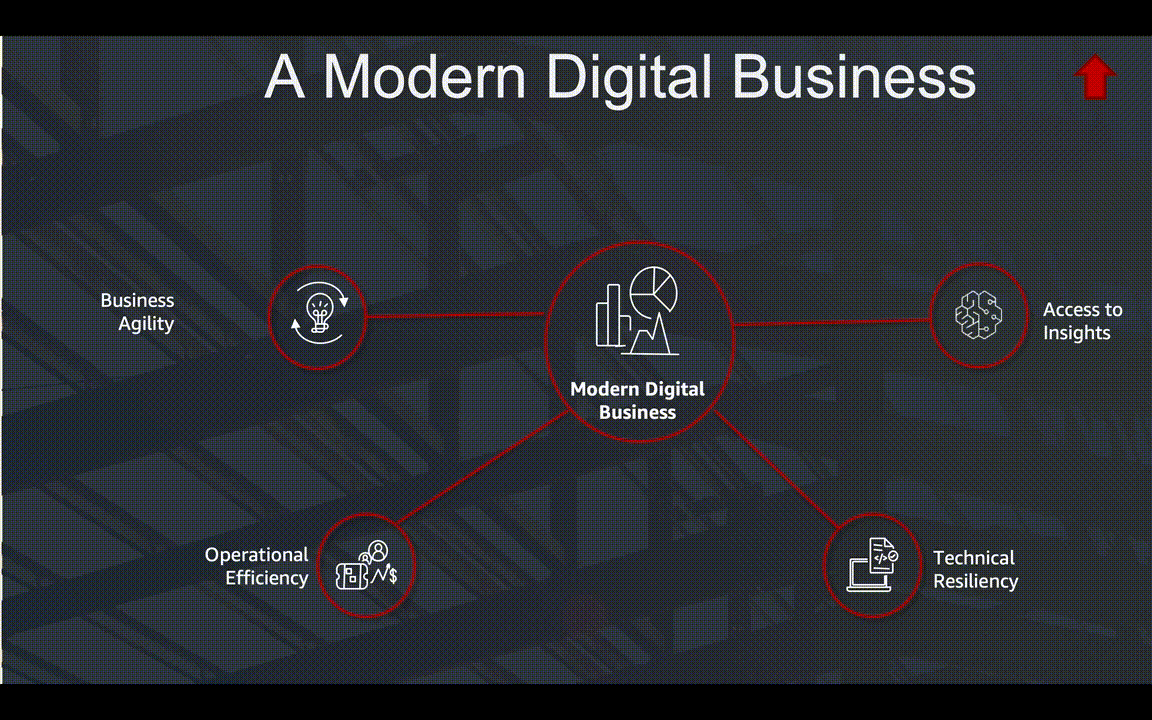 A Modern Digital Business
Business
Agility
Modern Digital
Business
Access to
Insights
Operational
Efficiency
Technical
Resiliency